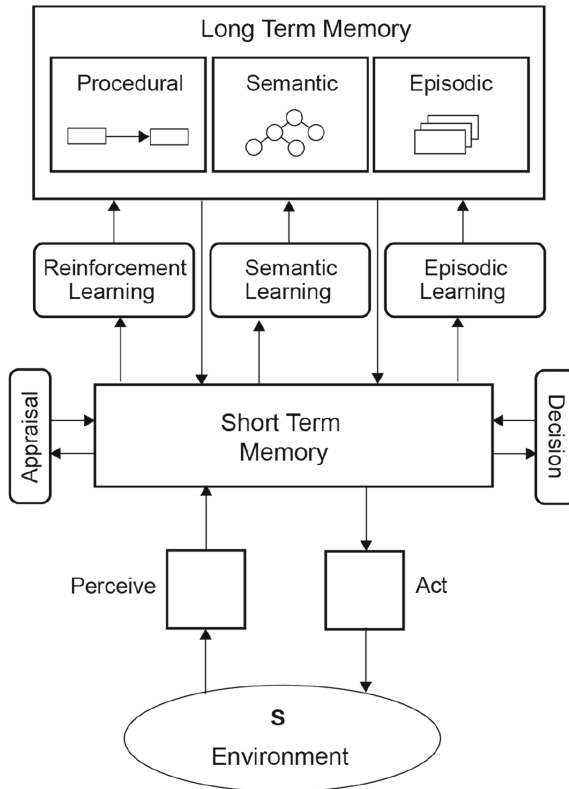 Long Term Memory
Procedural
Semantic
Episodic
Reinforcement
Learning
Semantic
Learning
Episodic
Learning
Appraisal
Short Term
Memory
Decision
Perceive
Act
S
Environment